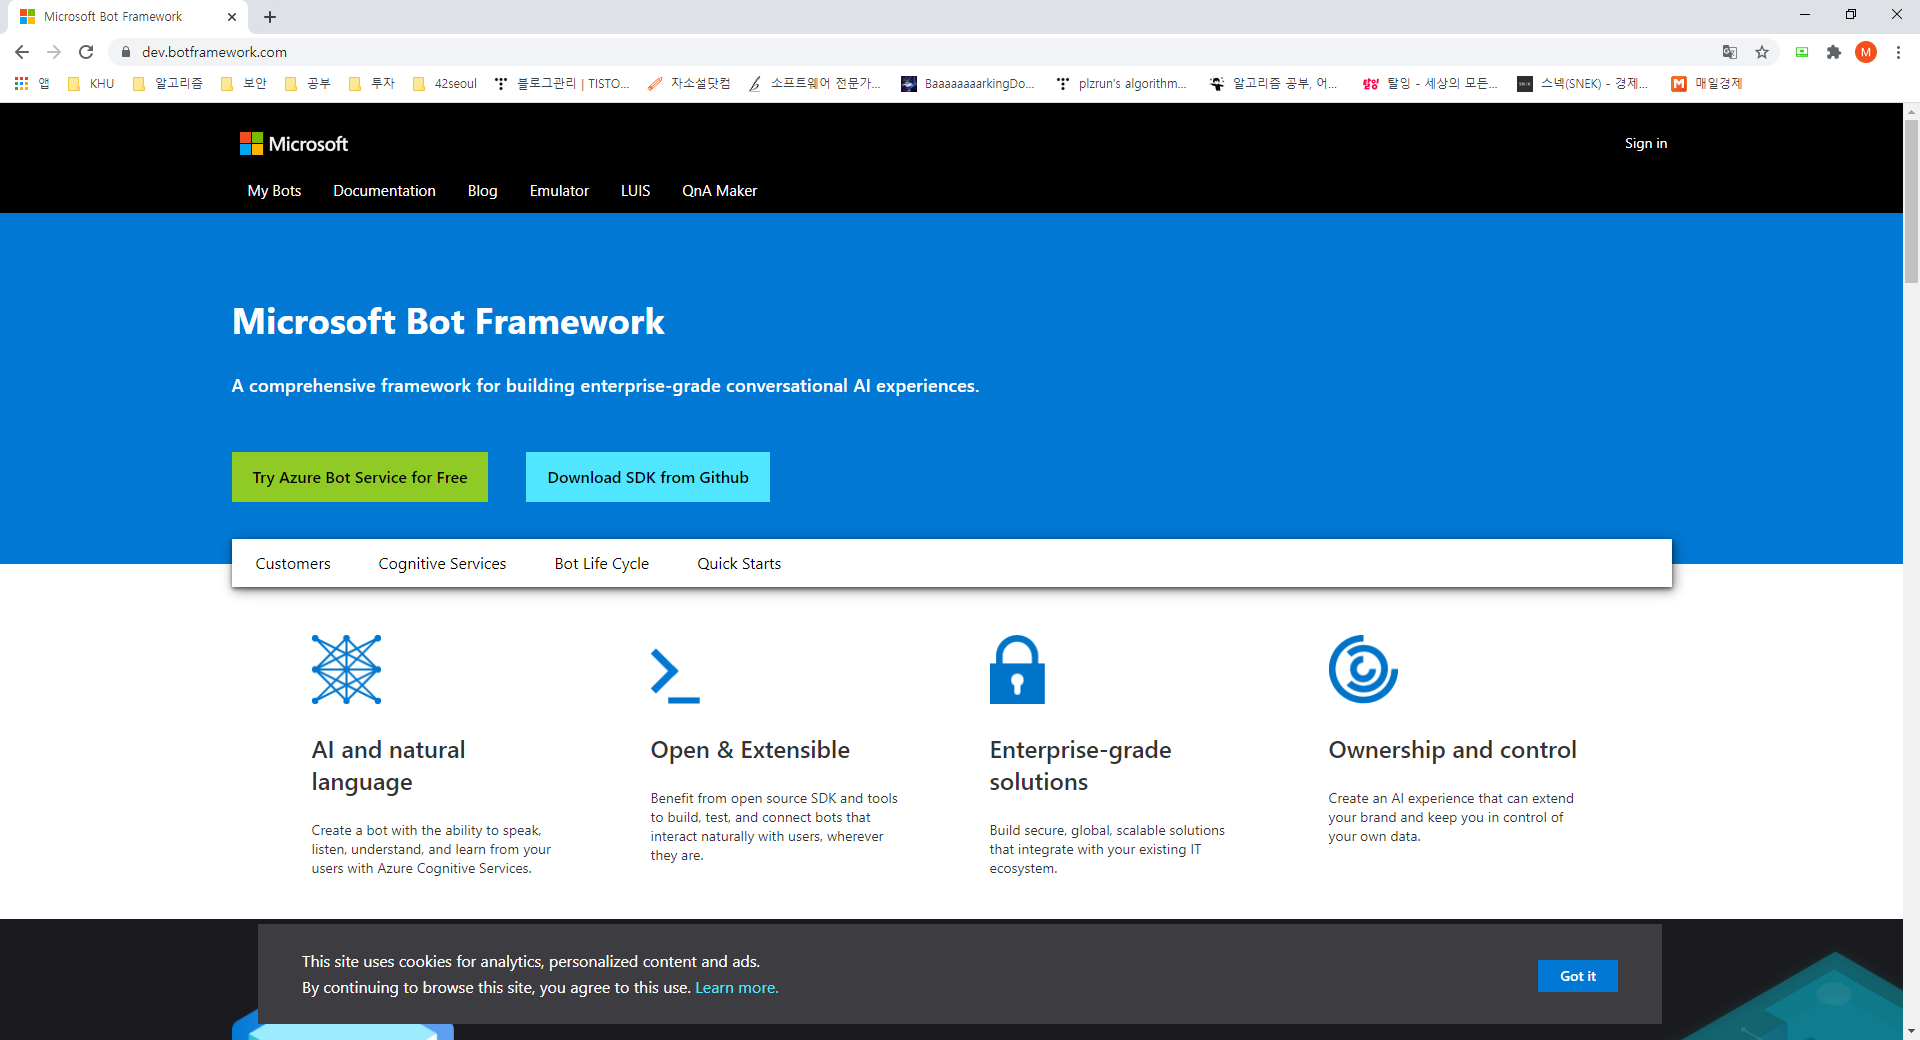 Microsoft Bot Framework
dev.botframework.com
M
앱
KHU
알고리즘
보안
공부
투자
42seoul
블로그관리 | TISTO...
자소설닷컴
소프트웨어 전문가...
BaaaaaaaarkingDo...
plzrun's algorithm...
알고리즘 공부, 어...
탈잉 - 세상의 모든...
스넥(SNEK) - 경제...
매일경제
Microsoft
Sign in
My Bots
Documentation
Blog
Emulator
LUIS
QnA Maker
Microsoft Bot Framework
A comprehensive framework for building enterprise-grade conversational AI experiences.
Try Azure Bot Service for Free
Download SDK from Github
Customers
Cognitive Services
Bot Life Cycle
Quick Starts
AI and natural
language
Create a bot with the ability to speak,
listen, understand, and learn from your
users with Azure Cognitive Services.
Open & Extensible
Benefit from open source SDK and tools
to build, test, and connect bots that
interact naturally with users, wherever
they are.
Enterprise-grade
solutions
Build secure, global, scalable solutions
that integrate with your existing IT
ecosystem.
Ownership and control
Create an AI experience that can extend
your brand and keep you in control of
your own data.
This site uses cookies for analytics, personalized content and ads.
By continuing to browse this site, you agree to this use. Learn more.
Got it